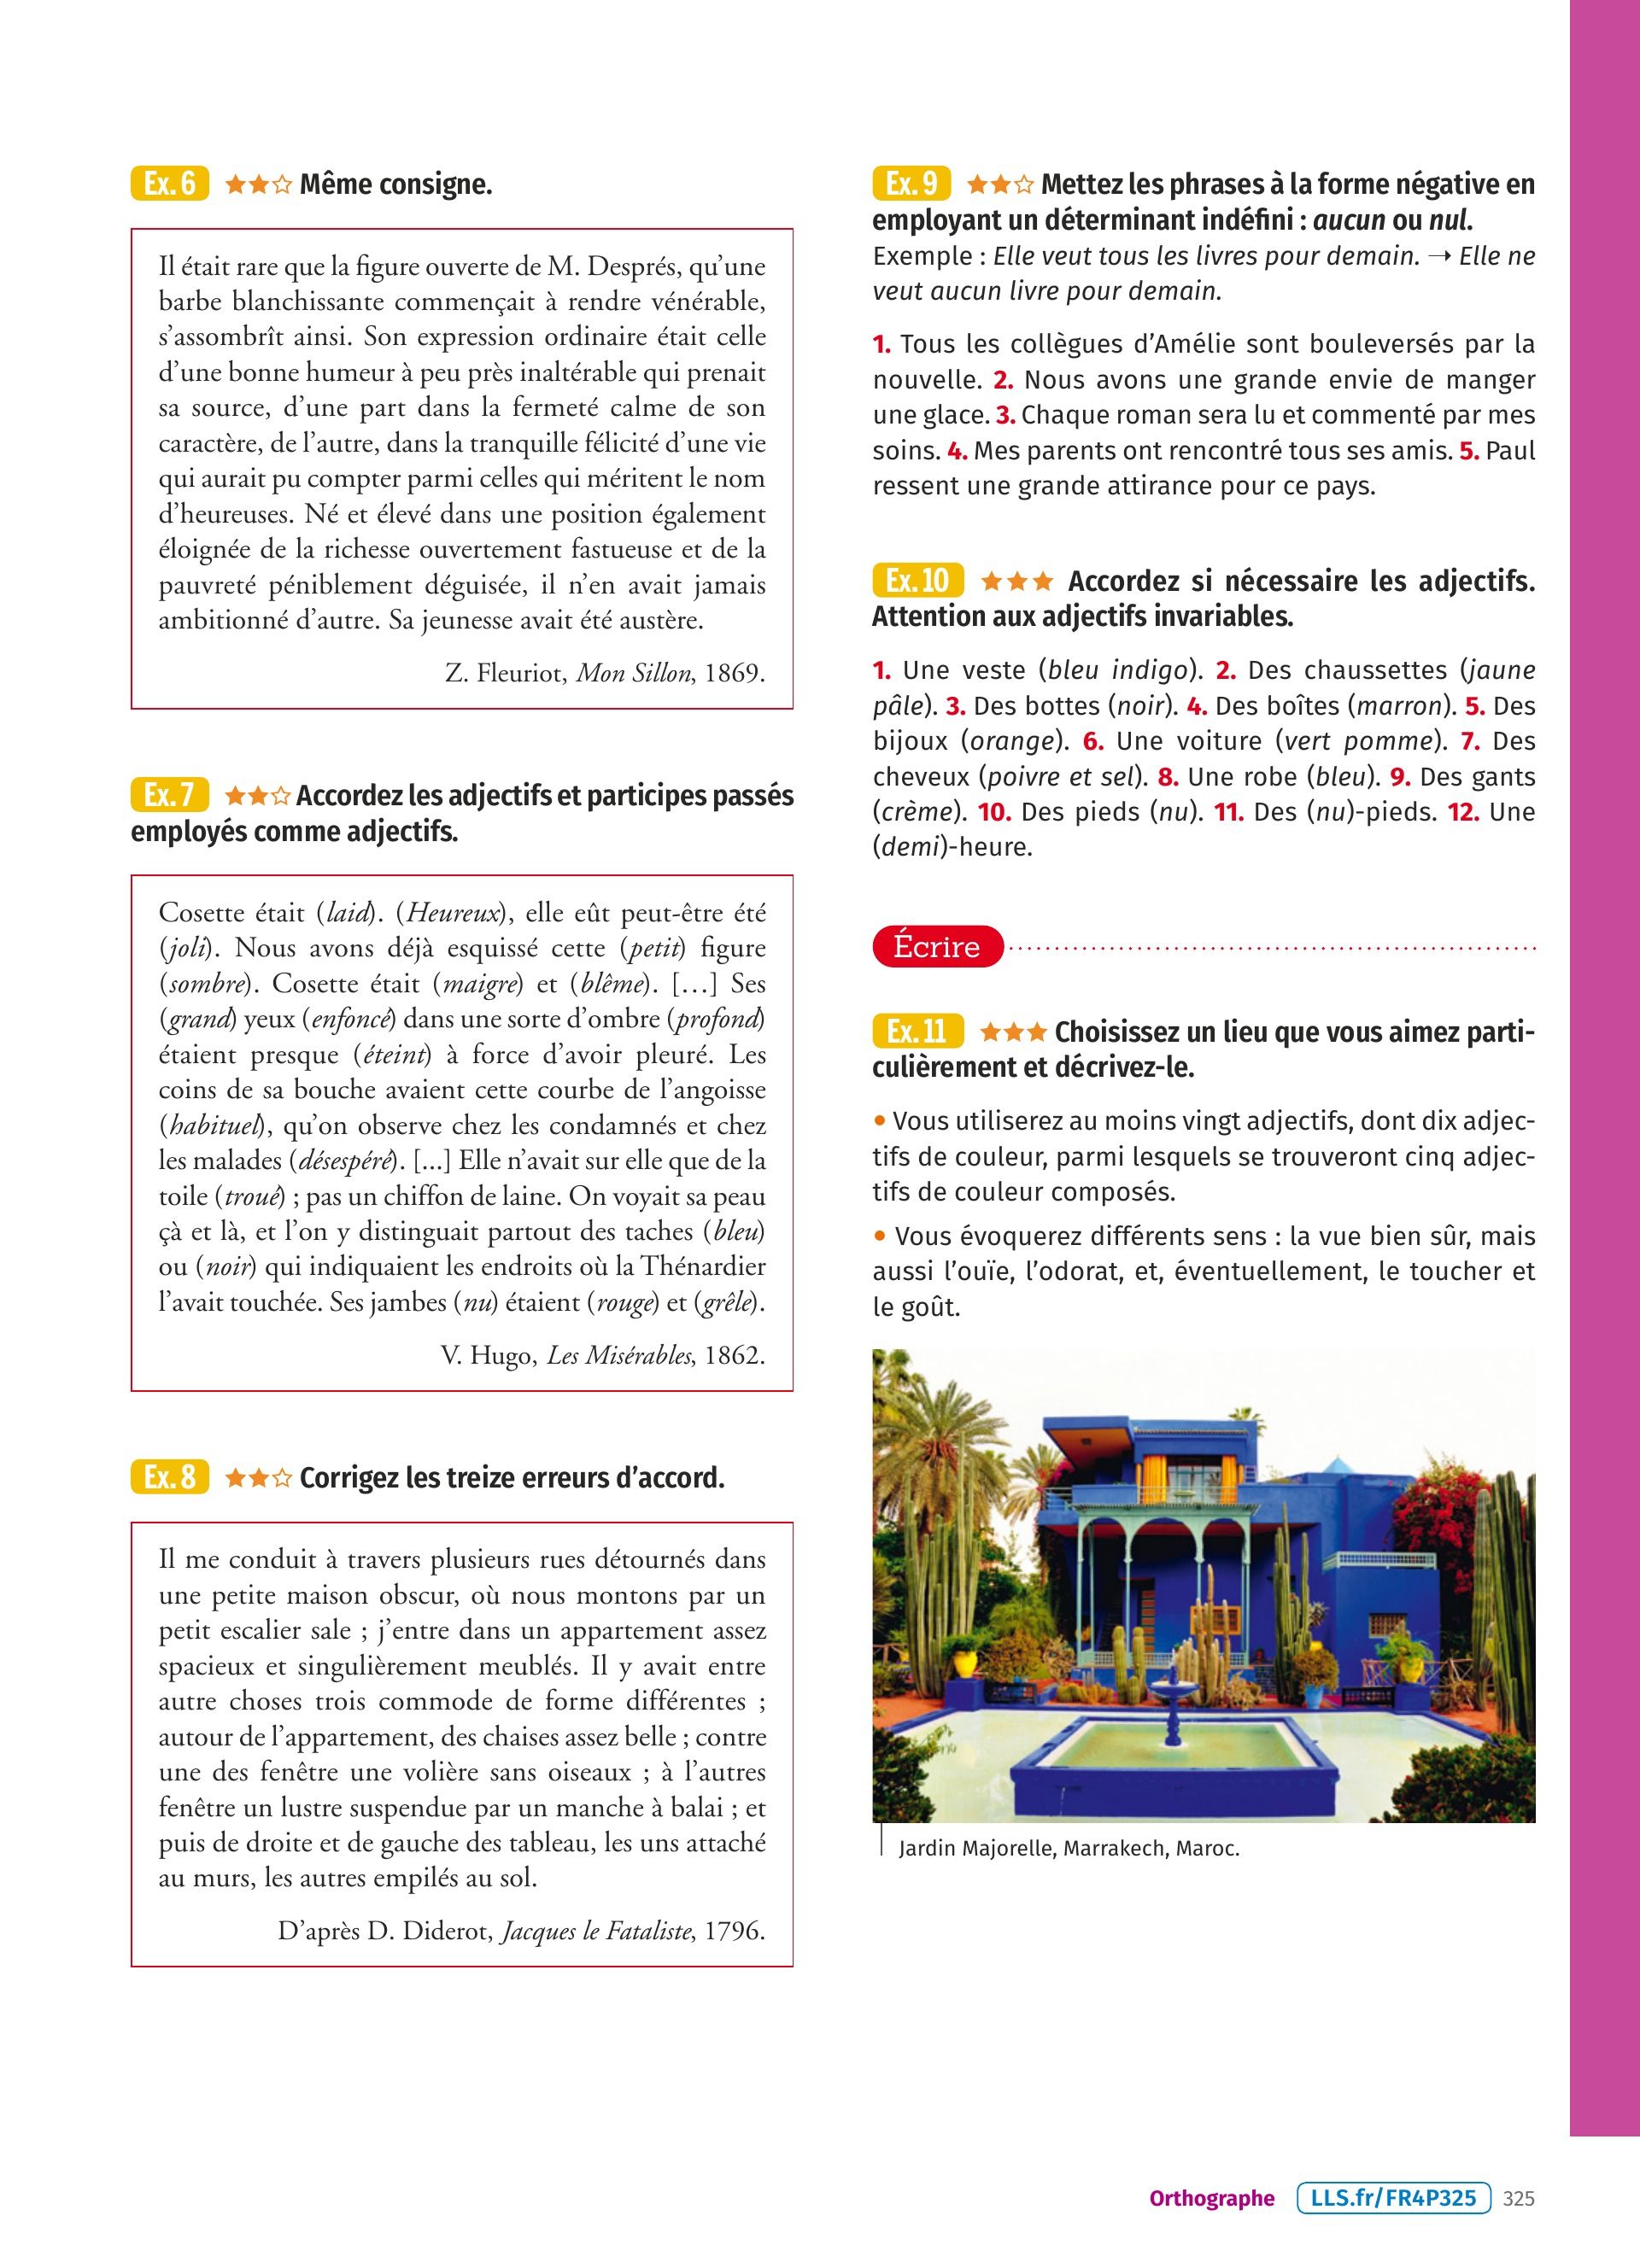 Ex. 6 ★★☆ Même consigne.
Il était rare que la figure ouverte de M. Després, qu’une
barbe blanchissante commençait à rendre vénérable,
s’assombrît ainsi. Son expression ordinaire était celle
d’une bonne humeur à peu près inaltérable qui prenait
sa source, d’une part dans la fermeté calme de son
caractère, de l’autre, dans la tranquille félicité d’une vie
qui aurait pu compter parmi celles qui méritent le nom
d’heureuses. Né et élevé dans une position également
éloignée de la richesse ouvertement fastueuse et de la
pauvreté péniblement déguisée, il n’en avait jamais
ambitionné d’autre. Sa jeunesse avait été austère.
Z. Fleuriot, Mon Sillon, 1869.
Ex. 7 ★★☆ Accordez les adjectifs et participes passés
employés comme adjectifs.
Cosette était (laid). (Heureux), elle eût peut-être été
(joli). Nous avons déjà esquissé cette (petit) figure
(sombre). Cosette était (maigre) et (blême). […] Ses
(grand) yeux (enfoncé) dans une sorte d’ombre (profond)
étaient presque (éteint) à force d’avoir pleuré. Les
coins de sa bouche avaient cette courbe de l’angoisse
(habituel), qu’on observe chez les condamnés et chez
les malades (désespéré). [...] Elle n’avait sur elle que de la
toile (troué) ; pas un chiffon de laine. On voyait sa peau
çà et là, et l’on y distinguait partout des taches (bleu)
ou (noir) qui indiquaient les endroits où la Thénardier
l’avait touchée. Ses jambes (nu) étaient (rouge) et (grêle).
V. Hugo, Les Misérables, 1862.
Ex. 8 ★★☆ Corrigez les treize erreurs d’accord.
Il me conduit à travers plusieurs rues détournés dans
une petite maison obscur, où nous montons par un
petit escalier sale ; j’entre dans un appartement assez
spacieux et singulièrement meublés. Il y avait entre
autre choses trois commode de forme différentes ;
autour de l’appartement, des chaises assez belle ; contre
une des fenêtre une volière sans oiseaux ; à l’autres
fenêtre un lustre suspendue par un manche à balai ; et
puis de droite et de gauche des tableau, les uns attaché
au murs, les autres empilés au sol.
D’après D. Diderot, Jacques le Fataliste, 1796.
Ex. 9 ★★☆ Mettez les phrases à la forme négative en
employant un déterminant indéfini : aucun ou nul.
Exemple : Elle veut tous les livres pour demain. → Elle ne
veut aucun livre pour demain.
1. Tous les collègues d’Amélie sont bouleversés par la
nouvelle. 2. Nous avons une grande envie de manger
une glace. 3. Chaque roman sera lu et commenté par mes
soins. 4. Mes parents ont rencontré tous ses amis. 5. Paul
ressent une grande attirance pour ce pays.
Ex. 10 ★★★ Accordez si nécessaire les adjectifs.
Attention aux adjectifs invariables.
1. Une veste (bleu indigo). 2. Des chaussettes (jaune
pâle). 3. Des bottes (noir). 4. Des boîtes (marron). 5. Des
bijoux (orange). 6. Une voiture (vert pomme). 7. Des
cheveux (poivre et sel). 8. Une robe (bleu). 9. Des gants
(crème). 10. Des pieds (nu). 11. Des (nu)-pieds. 12. Une
(demi)-heure.
Écrire
Ex. 11 ★★★ Choisissez un lieu que vous aimez parti-
culièrement et décrivez-le.
• Vous utiliserez au moins vingt adjectifs, dont dix adjec-
tifs de couleur, parmi lesquels se trouveront cinq adjec-
tifs de couleur composés.
• Vous évoquerez différents sens : la vue bien sûr, mais
aussi l’ouïe, l’odorat, et, éventuellement, le toucher et
le goût.
Jardin Majorelle, Marrakech, Maroc.
Orthographe LLS.fr/FR4P325 325